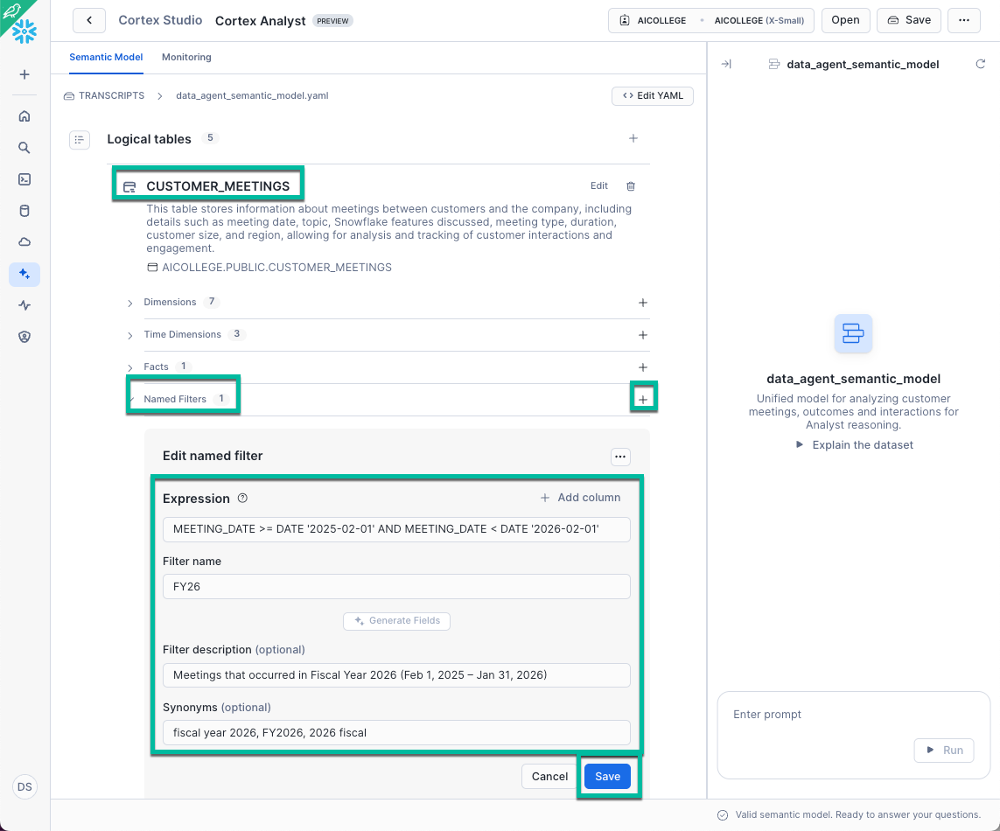 Cortex Studio Cortex Analyst PREVIEW
AICOLLEGE • AICOLLEGE (X-Small)
Open
Save
...
Semantic Model
Monitoring
TRANSCRIPTS > data_agent_semantic_model.yaml
<> Edit YAML
Logical tables 5
+
CUSTOMER_MEETINGS
Edit
This table stores information about meetings between customers and the company, including
details such as meeting date, topic, Snowflake features discussed, meeting type, duration,
customer size, and region, allowing for analysis and tracking of customer interactions and
engagement.
AICOLLEGE.PUBLIC.CUSTOMER_MEETINGS
Dimensions 7
+
Time Dimensions 3
+
Facts 1
+
Named Filters 1
+
Edit named filter
...
Expression ?
+ Add column
MEETING_DATE >= DATE '2025-02-01' AND MEETING_DATE < DATE '2026-02-01'
Filter name
FY26
Generate Fields
Filter description (optional)
Meetings that occurred in Fiscal Year 2026 (Feb 1, 2025 – Jan 31, 2026)
Synonyms (optional)
fiscal year 2026, FY2026, 2026 fiscal
Cancel
Save
DS
data_agent_semantic_model
data_agent_semantic_model
Unified model for analyzing customer
meetings, outcomes and interactions for
Analyst reasoning.
Explain the dataset
Enter prompt
Run
Valid semantic model. Ready to answer your questions.